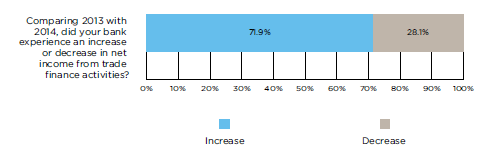 Comparing 2013 with
2014, did your bank
experience an increase
or decrease in net
income from trade
finance activities?
71.9%
28.1%
0% 10% 20% 30% 40% 50% 60% 70% 80% 90% 100%
Increase Decrease